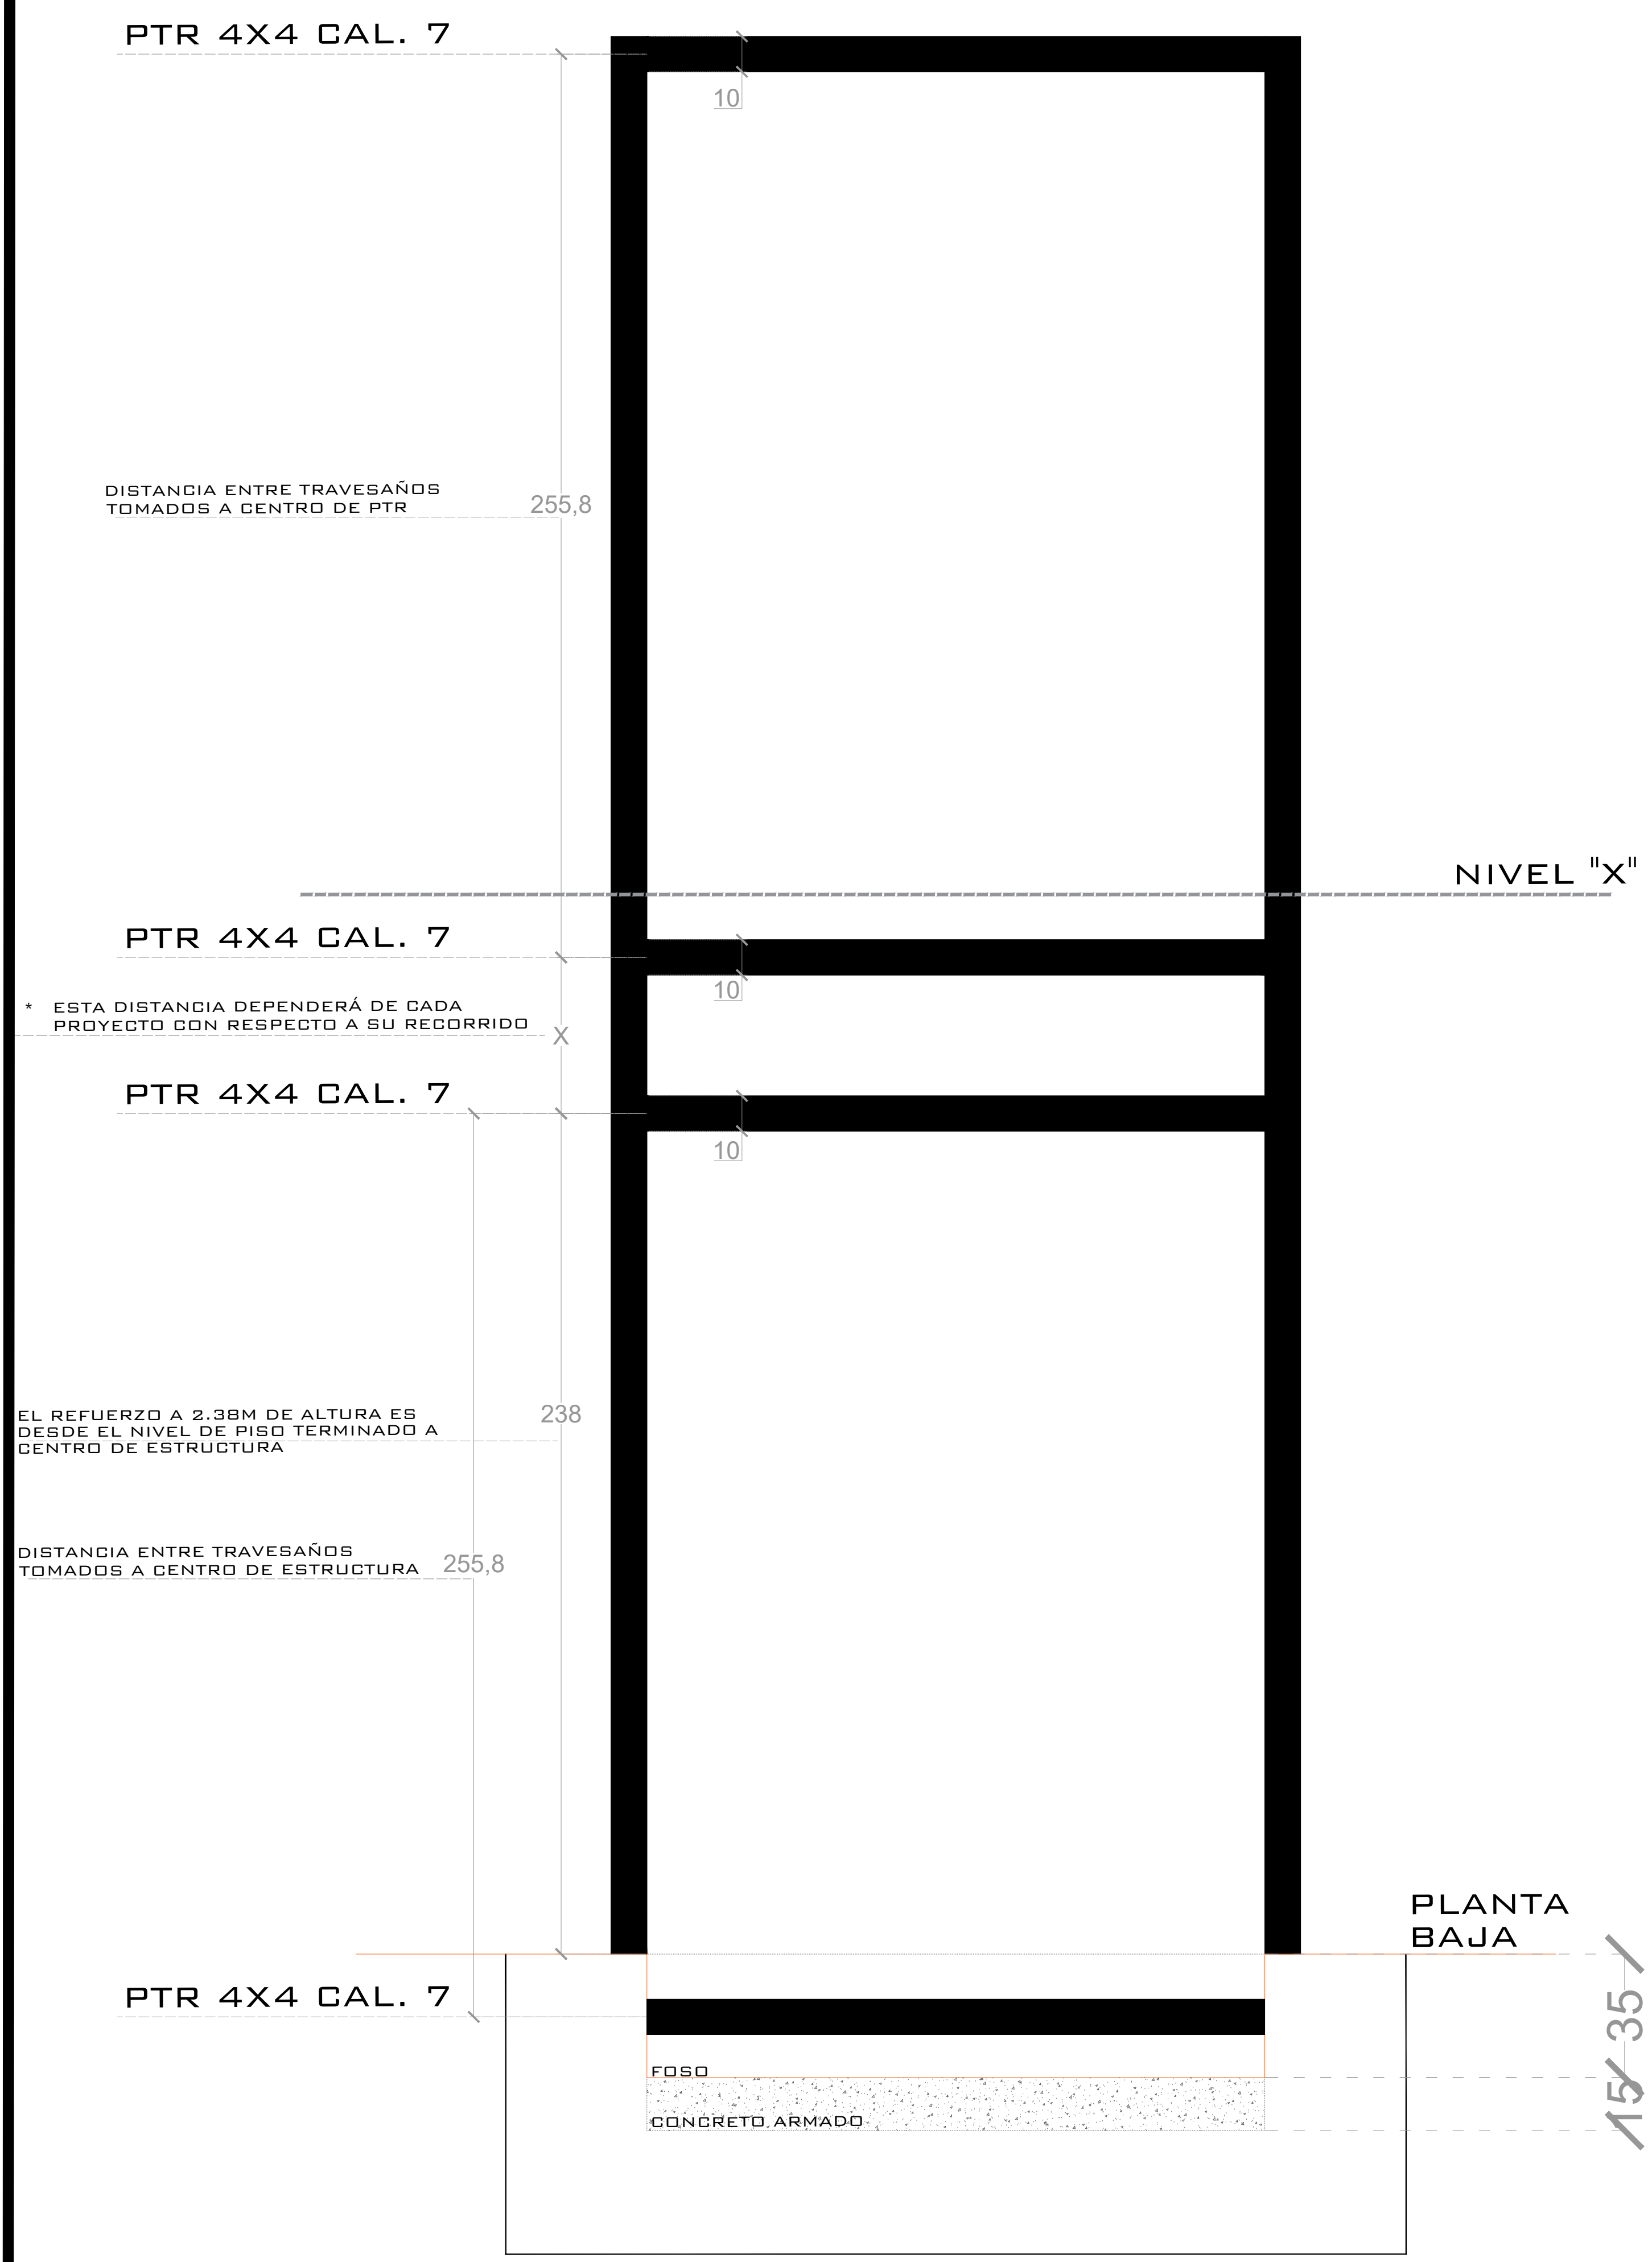 PTR 4X4 CAL. 7
10
DISTANCIA ENTRE TRAVESAÑOS
TOMADOS A CENTRO DE PTR
255,8
NIVEL "X"
PTR 4X4 CAL. 7
10
* ESTA DISTANCIA DEPENDERÁ DE CADA
PROYECTO CON RESPECTO A SU RECORRIDO
X
PTR 4X4 CAL. 7
10
EL REFUERZO A 2.38M DE ALTURA ES
DESDE EL NIVEL DE PISO TERMINADO A
CENTRO DE ESTRUCTURA
238
DISTANCIA ENTRE TRAVESAÑOS
TOMADOS A CENTRO DE ESTRUCTURA
255,8
PLANTA
BAJA
PTR 4X4 CAL. 7
35
FOSO
15
CONCRETO ARMADO